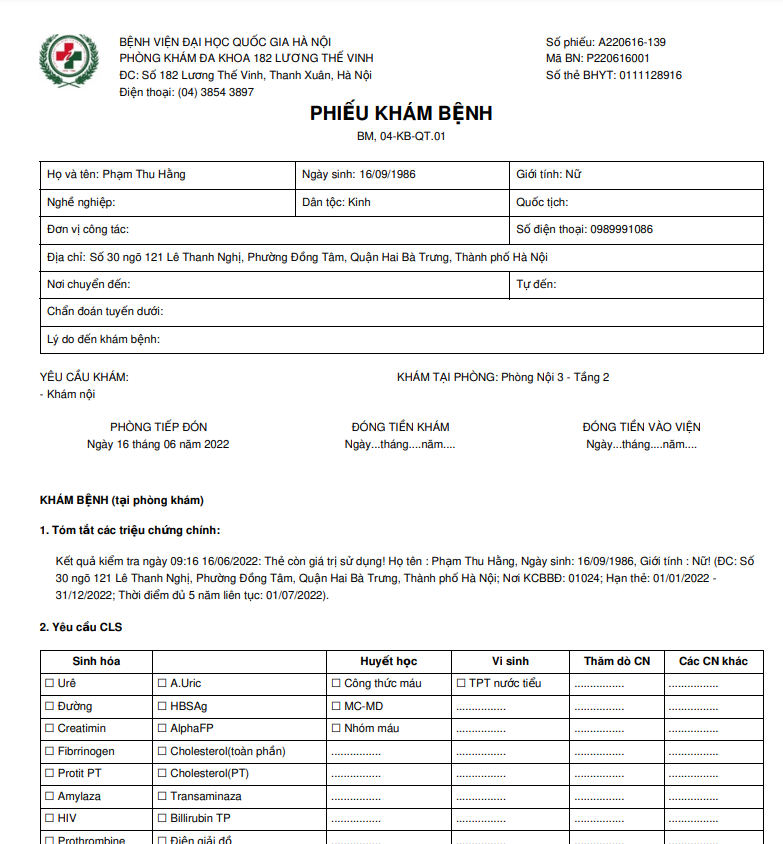 BỆNH VIỆN ĐẠI HỌC QUỐC GIA HÀ NỘI
PHÒNG KHÁM ĐA KHOA 182 LƯƠNG THẾ VINH
ĐC: Số 182 Lương Thế Vinh, Thanh Xuân, Hà Nội
Điện thoại: (04) 3854 3897
Số phiếu: A220616-139
Mã BN: P220616001
Số thẻ BHYT: 0111128916
PHIẾU KHÁM BỆNH
BM, 04-KB-QT.01
Họ và tên: Phạm Thu Hằng Ngày sinh: 16/09/1986 Giới tính: Nữ
Nghề nghiệp: Dân tộc: Kinh Quốc tịch:
Đơn vị công tác: Số điện thoại: 0989991086
Địa chỉ: Số 30 ngõ 121 Lê Thanh Nghị, Phường Đồng Tâm, Quận Hai Bà Trưng, Thành phố Hà Nội
Nơi chuyển đến: Tự đến:
Chẩn đoán tuyến dưới:
Lý do đến khám bệnh:
YÊU CẦU KHÁM: KHÁM TẠI PHÒNG: Phòng Nội 3 - Tầng 2
- Khám nội
PHÒNG TIẾP ĐÓN ĐÓNG TIỀN KHÁM ĐÓNG TIỀN VÀO VIỆN
Ngày 16 tháng 06 năm 2022 Ngày...tháng....năm.... Ngày...tháng....năm....
KHÁM BỆNH (tại phòng khám)
1. Tóm tắt các triệu chứng chính:
Kết quả kiểm tra ngày 09:16 16/06/2022: Thẻ còn giá trị sử dụng! Họ tên : Phạm Thu Hằng, Ngày sinh: 16/09/1986, Giới tính : Nữ! (ĐC: Số
30 ngõ 121 Lê Thanh Nghị, Phường Đồng Tâm, Quận Hai Bà Trưng, Thành phố Hà Nội; Nơi KCBBĐ: 01024; Hạn thẻ: 01/01/2022 -
31/12/2022; Thời điểm đủ 5 năm liên tục: 01/07/2022).
2. Yêu cầu CLS
Sinh hóa Huyết học Vi sinh Thăm dò CN Các CN khác
☐ Urê ☐ A.Uric ☐ Công thức máu ☐ TPT nước tiểu ................ ................
☐ Đường ☐ HBSAg ☐ MC-MD ................ ................ ................
☐ Creatimin ☐ AlphaFP ☐ Nhóm máu ................ ................ ................
☐ Fibrrinogen ☐ Cholesterol(toàn phần) ................ ................ ................ ................
☐ Protit PT ☐ Cholesterol(PT) ................ ................ ................ ................
☐ Amylaza ☐ Transaminaza ................ ................ ................ ................
☐ HIV ☐ Billirubin TP ................ ................ ................ ................
☐ Prothrombine ☐ Điện giải đồ ................ ................ ................ ................